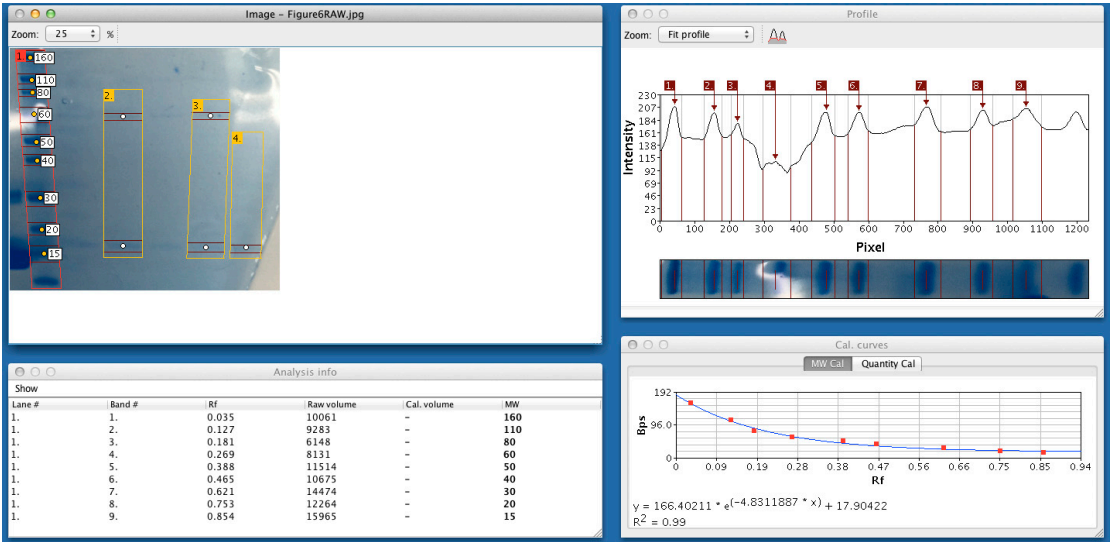 Image – Figure6RAW.jpg
Zoom: 25 %
1. 160
110
80
60
50
40
30
20
15
2.
3.
4.
Analysis info
Show
Lane # Band # Rf Raw volume Cal. volume MW
1. 1. 0.035 10061 – 160
1. 2. 0.127 9283 – 110
1. 3. 0.181 6148 – 80
1. 4. 0.269 8131 – 60
1. 5. 0.388 11514 – 50
1. 6. 0.465 10675 – 40
1. 7. 0.621 14474 – 30
1. 8. 0.753 12264 – 20
1. 9. 0.854 15965 – 15
Profile
Zoom: Fit profile
1. 2. 3. 4. 5. 6. 7. 8. 9.
230
207
184
161
138
115
92
69
46
23
0
Intensity
0 100 200 300 400 500 600 700 800 900 1000 1100 1200
Pixel
Cal. curves
MW Cal Quantity Cal
192
96.0
0
Bps
0 0.09 0.19 0.28 0.38 0.47 0.56 0.66 0.75 0.85 0.94
Rf
y = 166.40211 * e(-4.8311887 * x) + 17.90422
R2 = 0.99